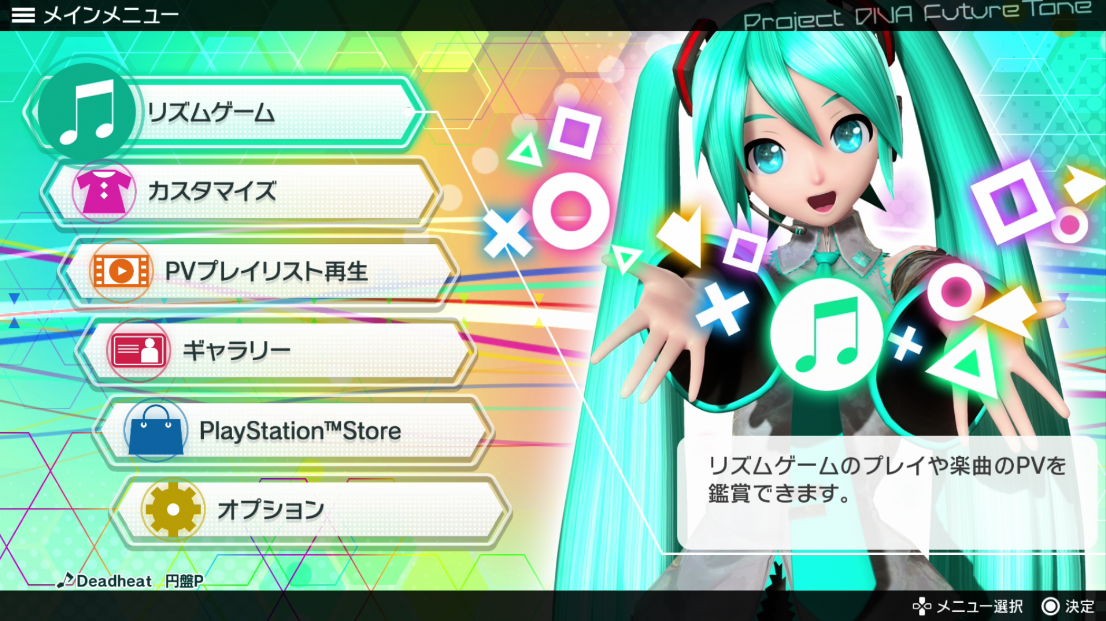 メインメニュー
Project DIVA Future Tone
リズムゲーム
カスタマイズ
PVプレイリスト再生
ギャラリー
PlayStation™Store
オプション
リズムゲームのプレイや楽曲のPVを
鑑賞できます。
Deadheat 円盤P
メニュー選択 決定